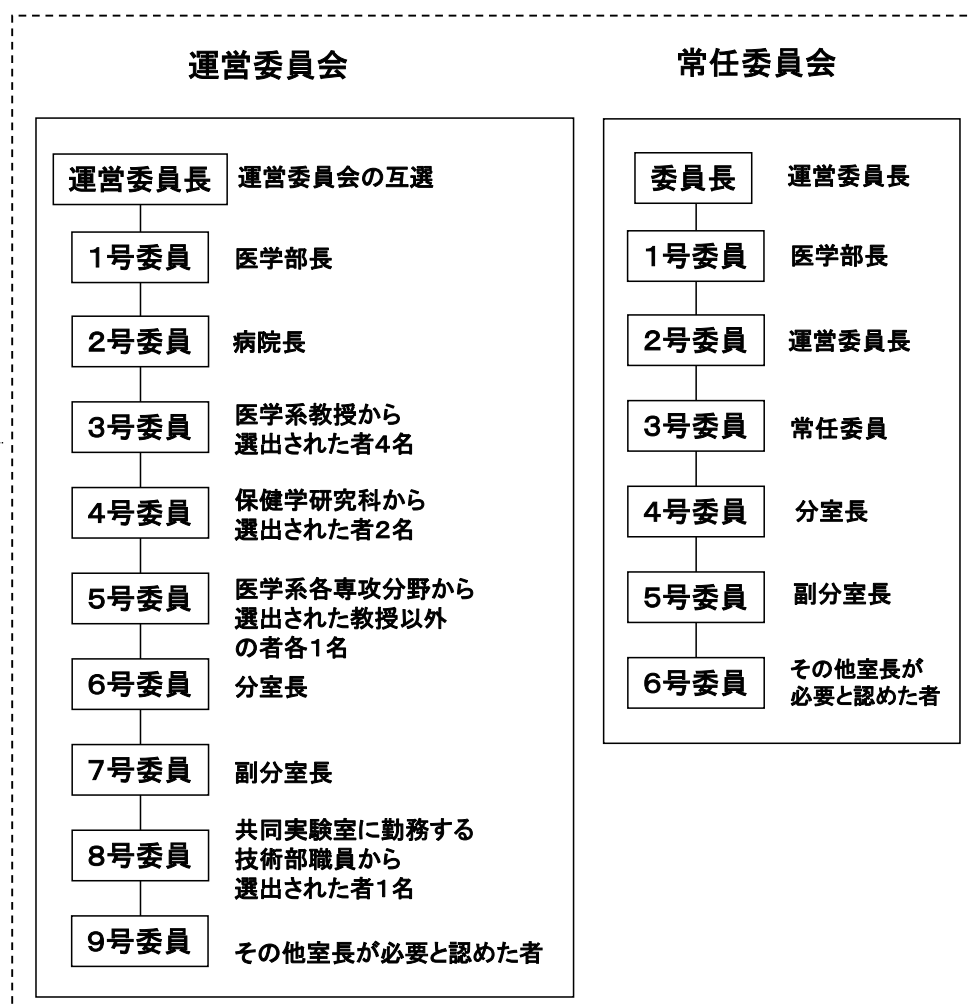 運営委員会
運営委員長
運営委員会の互選
1号委員
医学部長
2号委員
病院長
3号委員
医学系教授から
選出された者4名
4号委員
保健学研究科から
選出された者2名
5号委員
医学系各専攻分野から
選出された教授以外
の者各1名
6号委員
分室長
7号委員
副分室長
8号委員
共同実験室に勤務する
技術部職員から
選出された者1名
9号委員
その他室長が必要と認めた者
常任委員会
委員長
運営委員長
1号委員
医学部長
2号委員
運営委員長
3号委員
常任委員
4号委員
分室長
5号委員
副分室長
6号委員
その他室長が
必要と認めた者